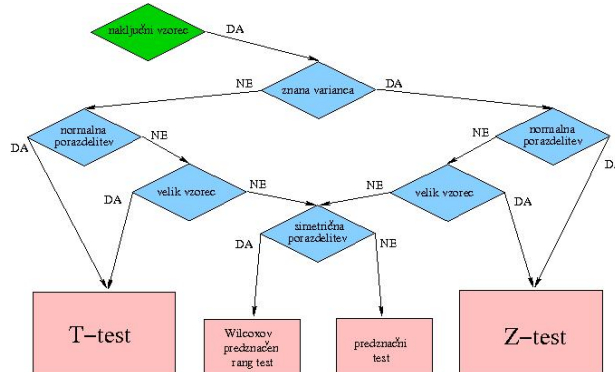 naključni vzorec
DA
znana varianca
NE
DA
normalna
porazdelitev
DA
NE
normalna
porazdelitev
NE
DA
velik vzorec
DA
NE
velik vzorec
NE
DA
simetrična
porazdelitev
DA
NE
T-test
Wilcoxov
predznačen
rang test
predznačni
test
Z-test